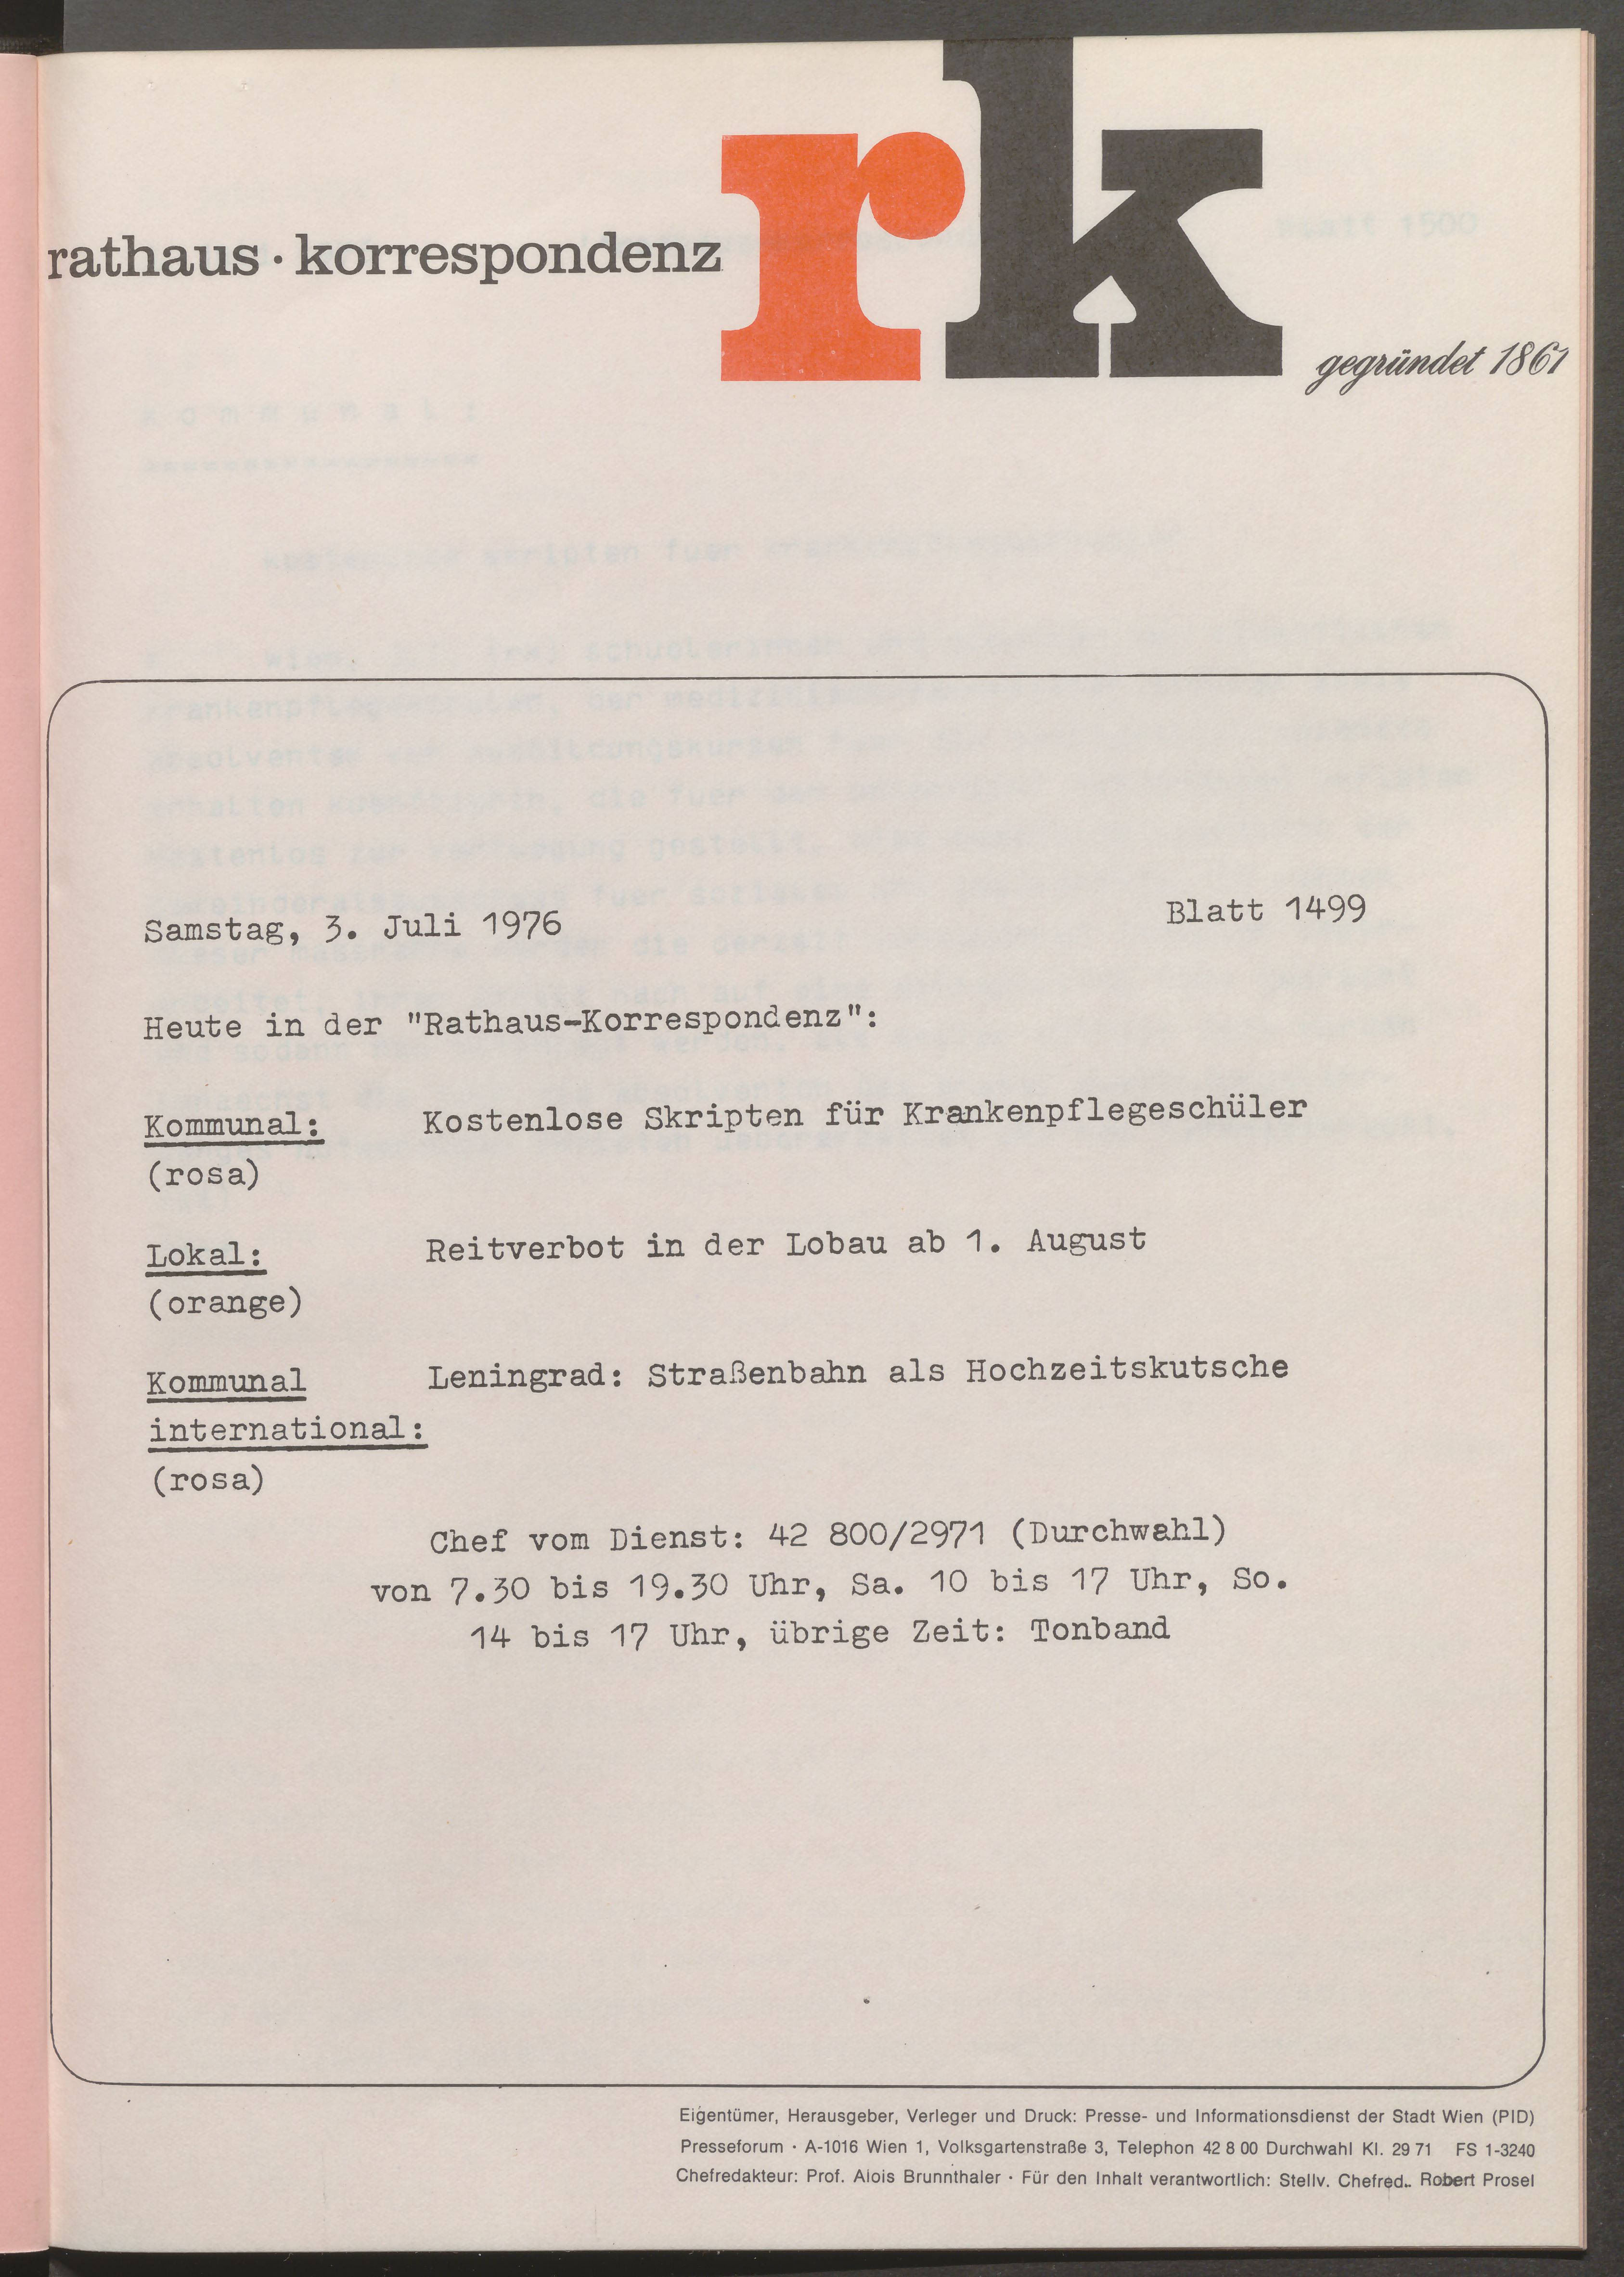 rathaus · korrespondenz
rk
gegründet 1861
Samstag, 3. Juli 1976
Blatt 1499
Heute in der "Rathaus-Korrespondenz":
Kommunal: Kostenlose Skripten für Krankenpflegeschüler
(rosa)
Lokal: Reitverbot in der Lobau ab 1. August
(orange)
Kommunal Leningrad: Straßenbahn als Hochzeitskutsche
international:
(rosa)
Chef vom Dienst: 42 800/2971 (Durchwahl)
von 7.30 bis 19.30 Uhr, Sa. 10 bis 17 Uhr, So.
14 bis 17 Uhr, übrige Zeit: Tonband
Eigentümer, Herausgeber, Verleger und Druck: Presse- und Informationsdienst der Stadt Wien (PID)
Presseforum · A-1016 Wien 1, Volksgartenstraße 3, Telephon 42 8 00 Durchwahl Kl. 29 71 FS 1-3240
Chefredakteur: Prof. Alois Brunnthaler · Für den Inhalt verantwortlich: Stellv. Chefred.. Robert Prosel